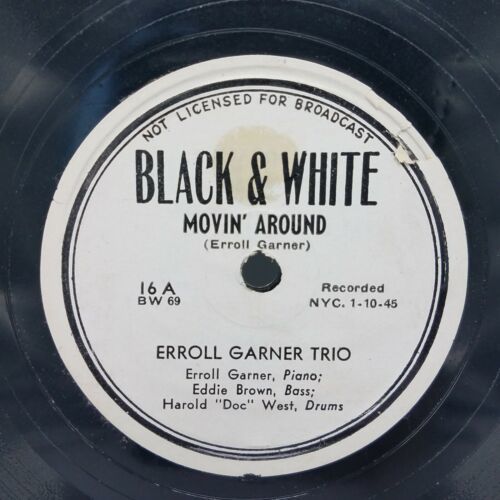 NOT LICENSED FOR BROADCAST
BLACK & WHITE
MOVIN' AROUND
(Erroll Garner)
16 A
BW 69
Recorded
NYC. 1-10-45
ERROLL GARNER TRIO
Erroll Garner, Piano;
Eddie Brown, Bass;
Harold "Doc" West, Drums